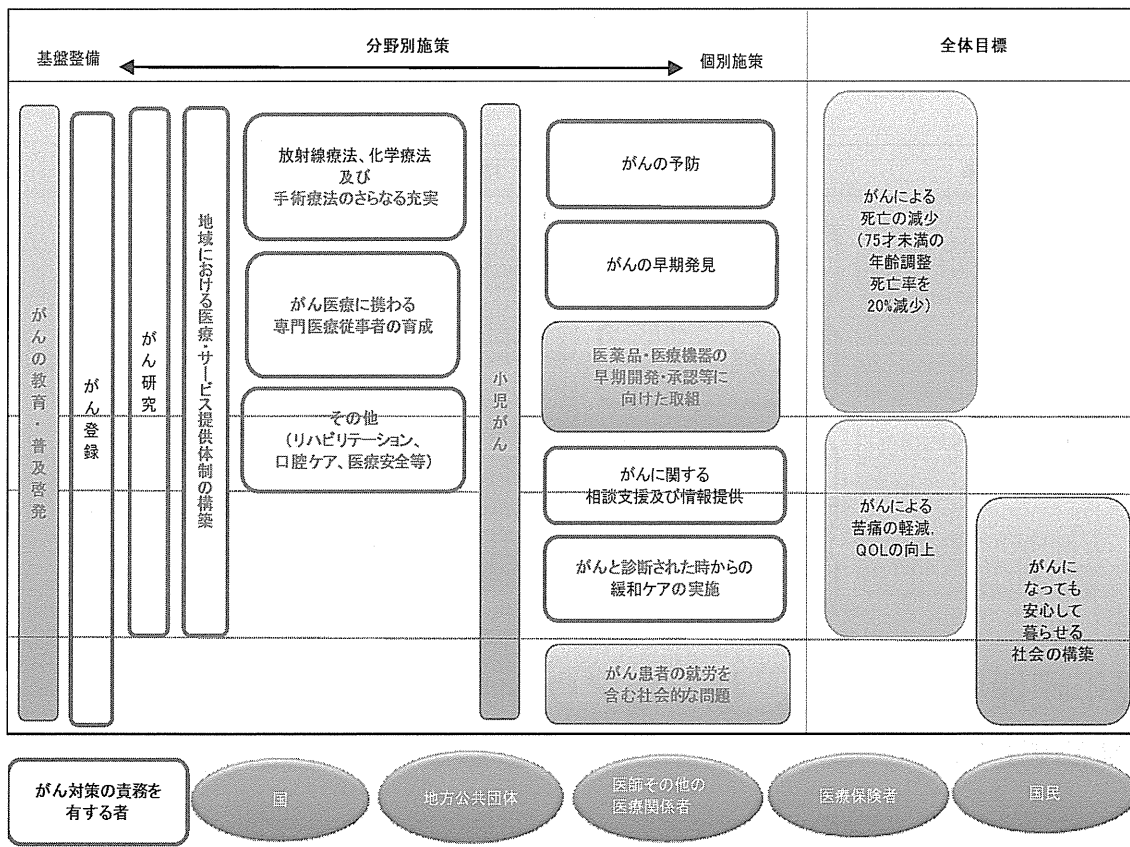 基盤整備
分野別施策
個別施策
全体目標
がんの教育・普及啓発
がん登録
がん研究
地域における医療・サービス提供体制の構築
放射線療法、化学療法
及び
手術療法のさらなる充実
がん医療に携わる
専門医療従事者の育成
その他
(リハビリテーション、
口腔ケア、医療安全等)
小児がん
がんの予防
がんの早期発見
医薬品・医療機器の
早期開発・承認等に
向けた取組
がんに関する
相談支援及び情報提供
がんと診断された時からの
緩和ケアの実施
がん患者の就労を
含む社会的な問題
がんによる
死亡の減少
(75才未満の
年齢調整
死亡率を
20%減少)
がんによる
苦痛の軽減,
QOLの向上
がんに
なっても
安心して
暮らせる
社会の構築
がん対策の責務を
有する者
国
地方公共団体
医師その他の
医療関係者
医療保険者
国民